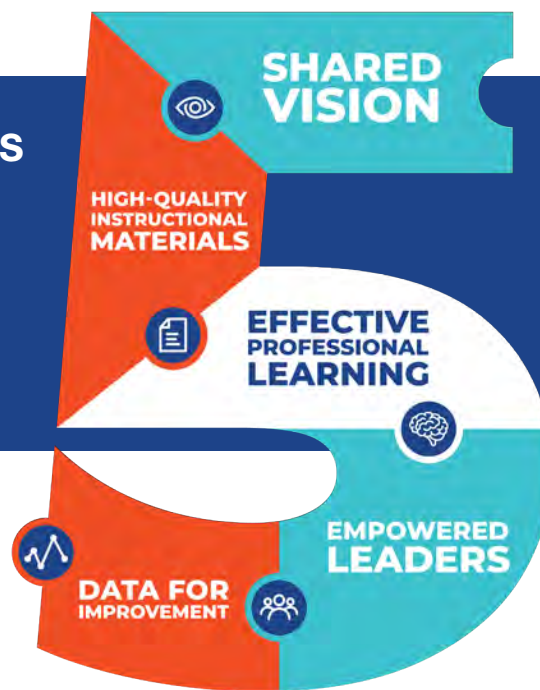 SHARED
VISION
S
HIGH-QUALITY
INSTRUCTIONAL
MATERIALS
EFFECTIVE
PROFESSIONAL
LEARNING
EMPOWERED
LEADERS
DATA FOR
IMPROVEMENT